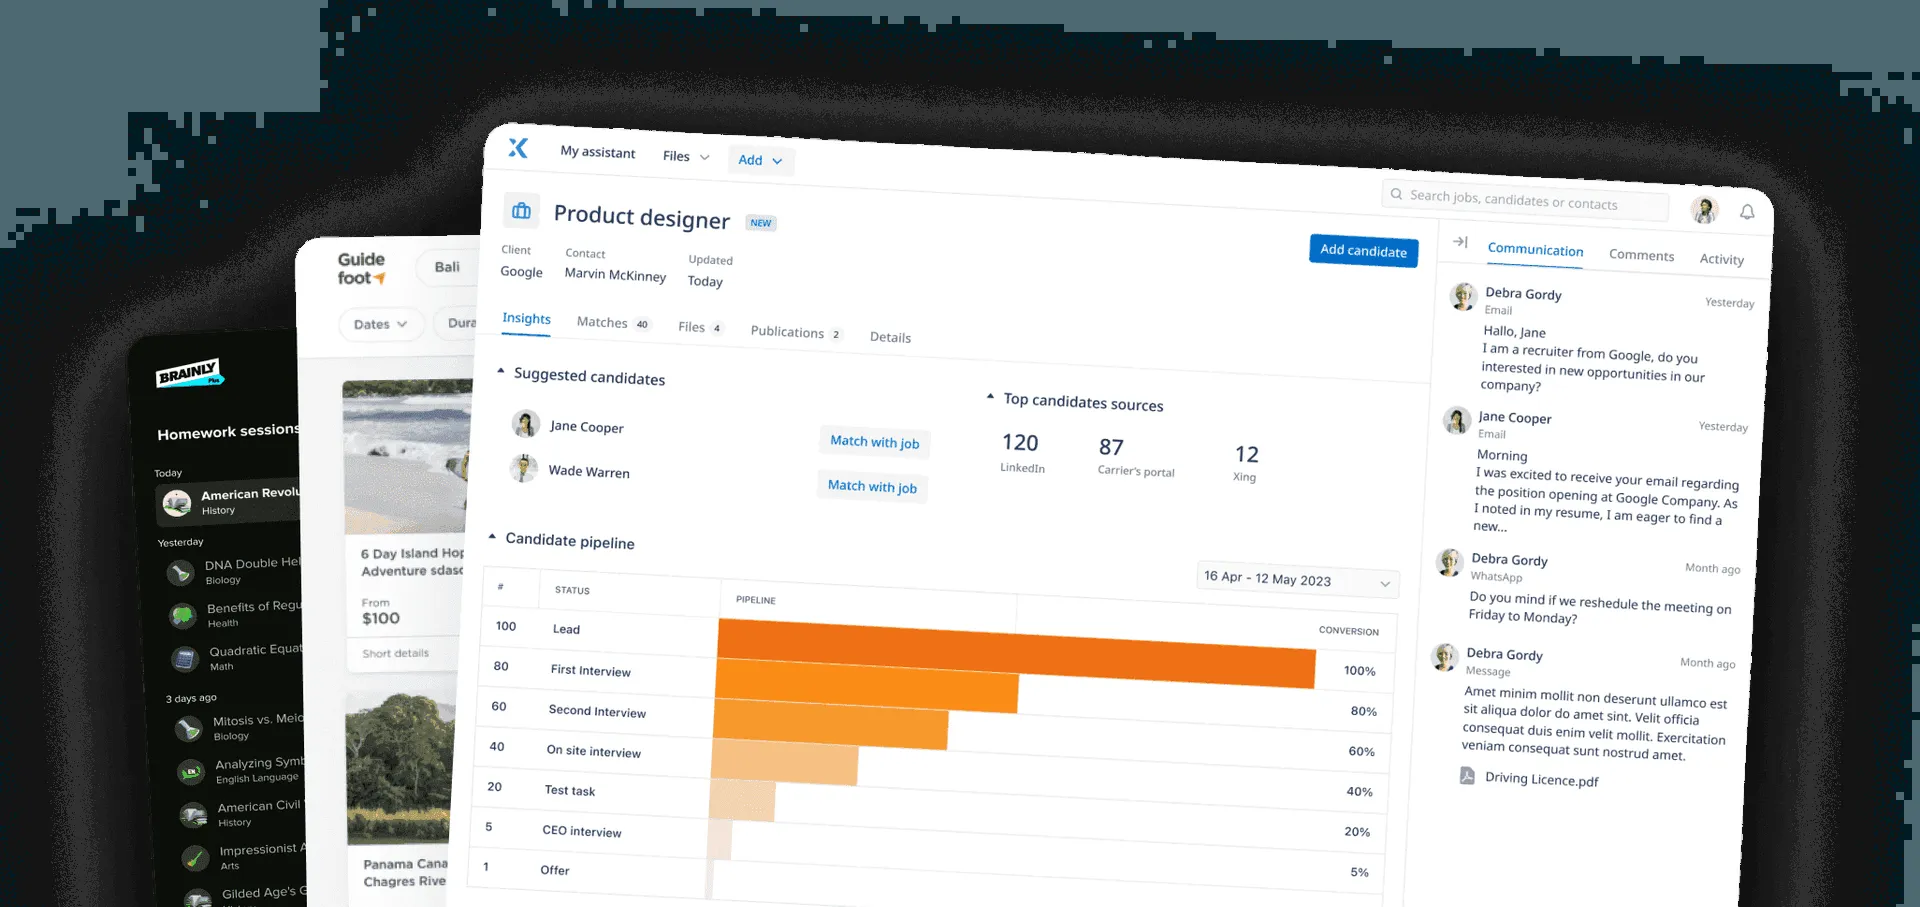 BRAINLY
Plus
Homework sessions
Today
American Revolu
History
Yesterday
DNA Double Hel
Biology
Benefits of Regu
Health
Quadratic Equat
Math
3 days ago
Mitosis vs. Meio
Biology
Analyzing Symb
EN
English Language
American Civil
History
Impressionist A
Arts
Gilded Age's G
Guide
foot
Bali
Dates
Dura
6 Day Island Hop
Adventure sdasc
From
$100
Short details
Panama Cana
Chagres Rive
My assistant
Files
Add
Search jobs, candidates or contacts
Product designer
NEW
Client
Google
Contact
Marvin McKinney
Updated
Today
Add candidate
Insights
Matches 40
Files 4
Publications 2
Details
Suggested candidates
Jane Cooper
Match with job
Wade Warren
Match with job
Top candidates sources
120
LinkedIn
87
Carrier's portal
12
Xing
Candidate pipeline
16 Apr - 12 May 2023
# STATUS PIPELINE CONVERSION
100 Lead 100%
80 First Interview 80%
60 Second Interview 60%
40 On site interview 40%
20 Test task 20%
5 CEO interview 5%
1 Offer
Communication
Comments
Activity
Debra Gordy
Yesterday
Email
Hallo, Jane
I am a recruiter from Google, do you
interested in new opportunities in our
company?
Jane Cooper
Yesterday
Email
Morning
I was excited to receive your email regarding
the position opening at Google Company. As
I noted in my resume, I am eager to find a
new...
Debra Gordy
Month ago
WhatsApp
Do you mind if we reshedule the meeting on
Friday to Monday?
Debra Gordy
Month ago
Message
Amet minim mollit non deserunt ullamco est
sit aliqua dolor do amet sint. Velit officia
consequat duis enim velit mollit. Exercitation
veniam consequat sunt nostrud amet.
Driving Licence.pdf